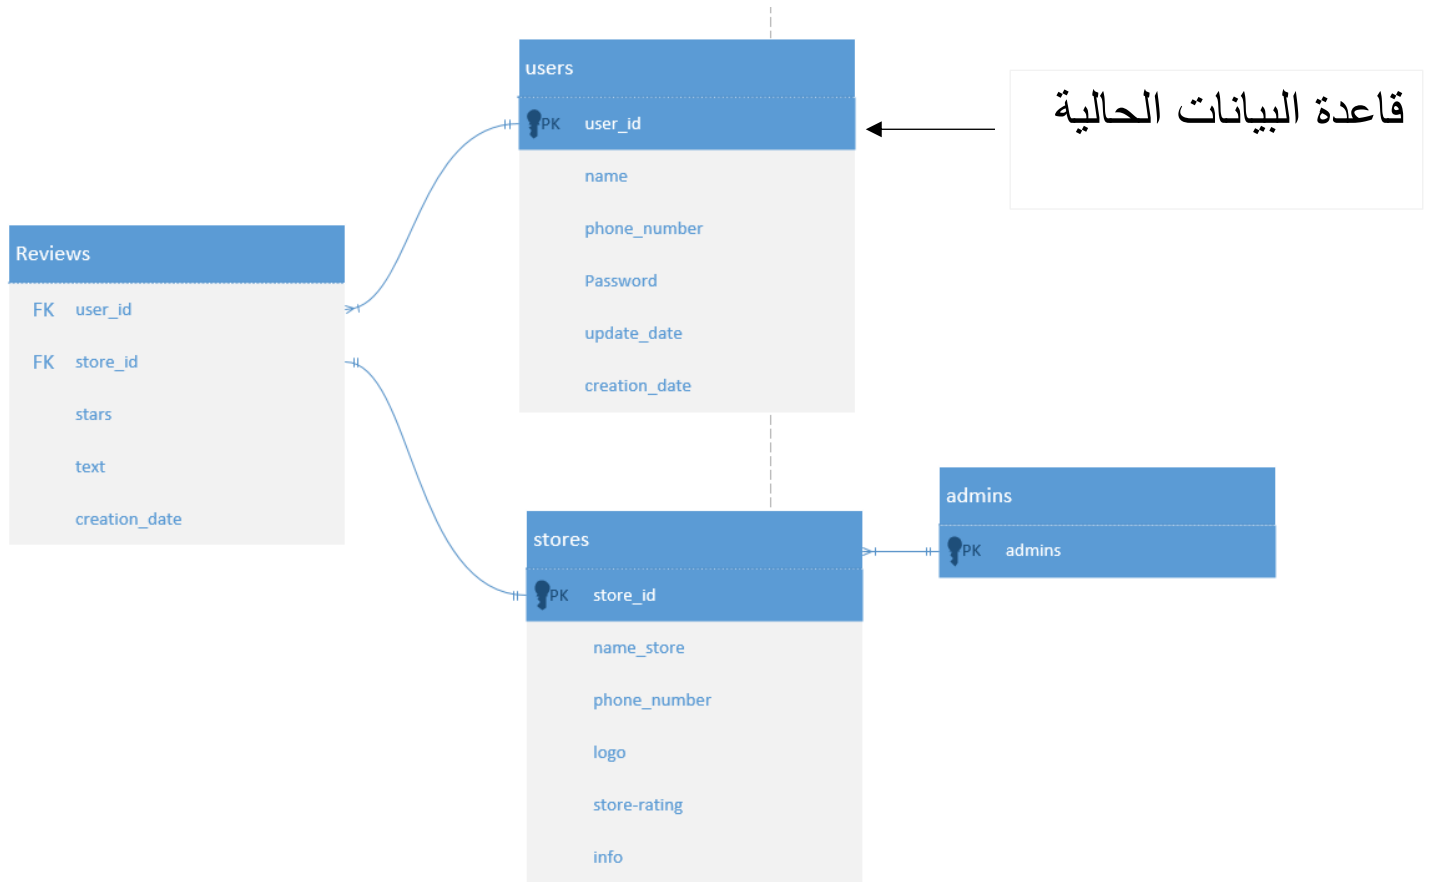 users
PK user_id
name
phone_number
Password
update_date
creation_date
قاعدة البيانات الحالية
Reviews
FK user_id
FK store_id
stars
text
creation_date
stores
PK store_id
name_store
phone_number
logo
store-rating
info
admins
PK admins